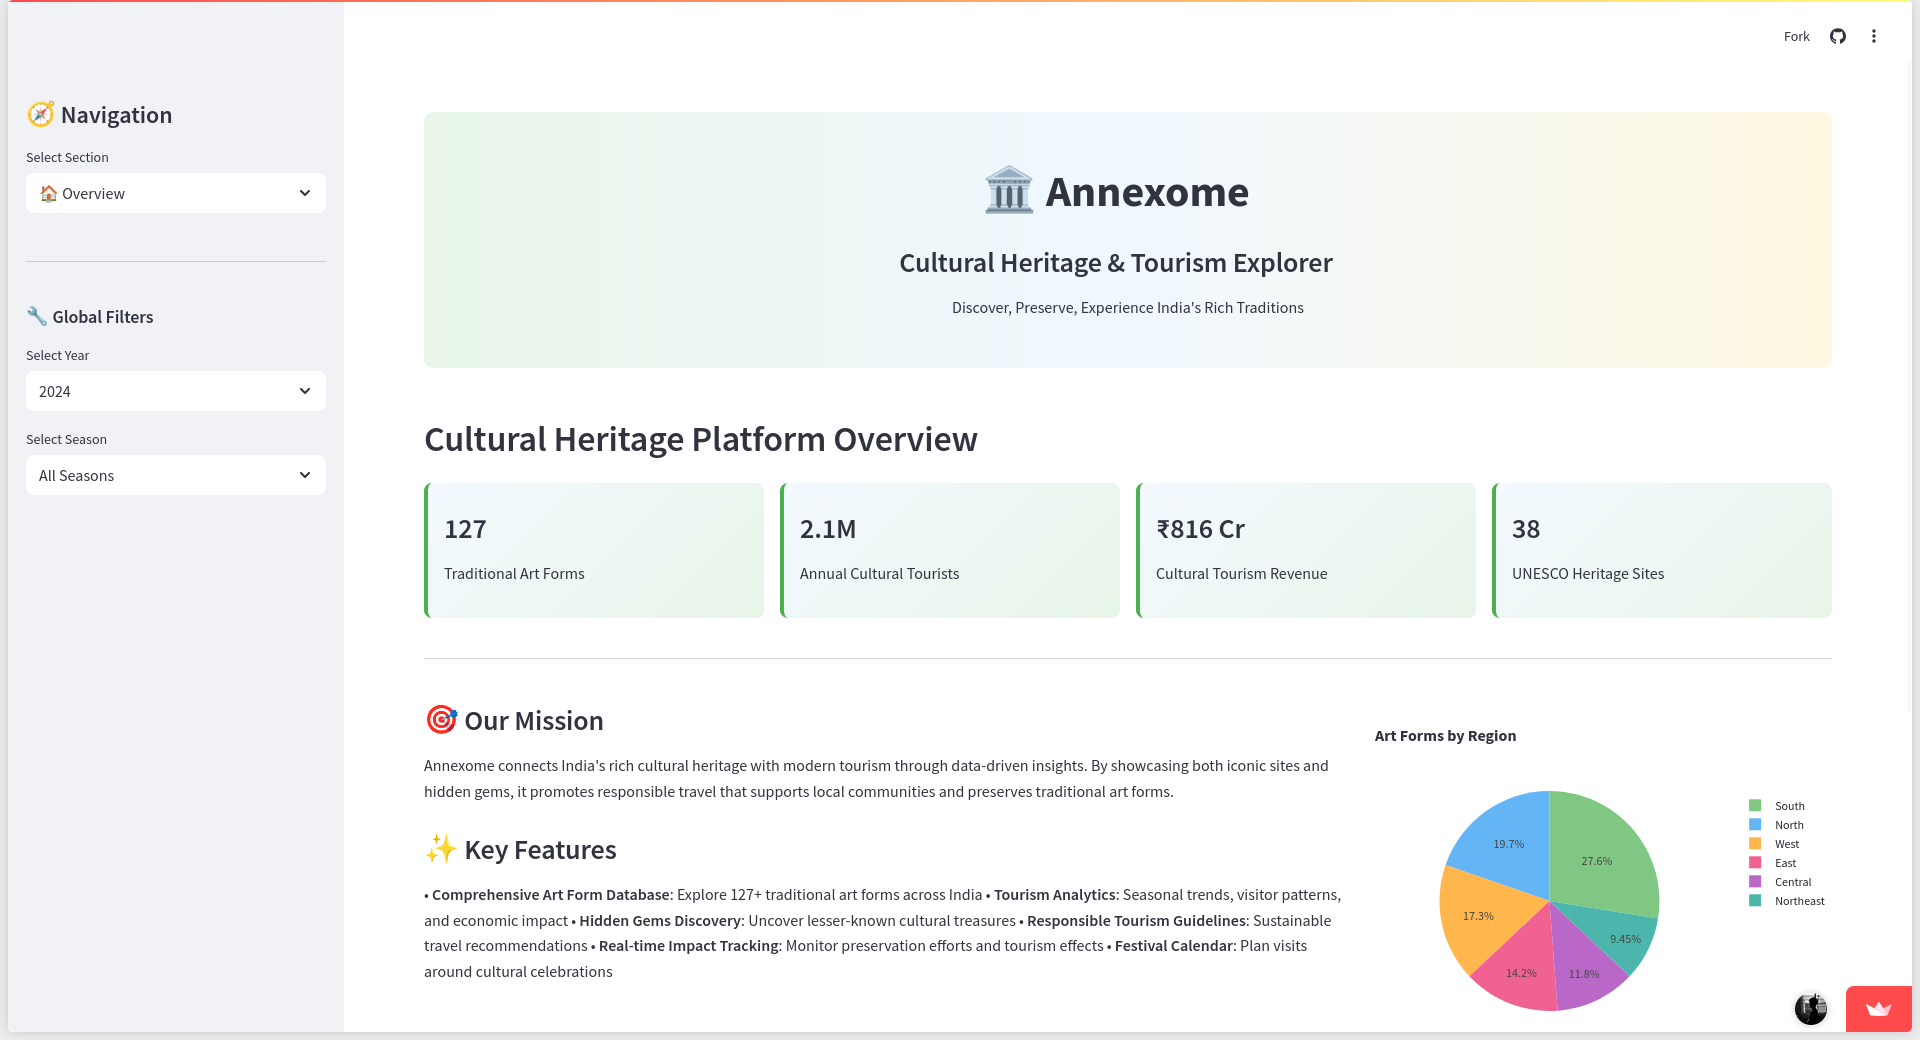 Fork
🧭 Navigation
Select Section
🏠 Overview
🔧 Global Filters
Select Year
2024
Select Season
All Seasons
🏛️ Annexome
Cultural Heritage & Tourism Explorer
Discover, Preserve, Experience India's Rich Traditions
Cultural Heritage Platform Overview
127
Traditional Art Forms
2.1M
Annual Cultural Tourists
₹816 Cr
Cultural Tourism Revenue
38
UNESCO Heritage Sites
🎯 Our Mission
Annexome connects India's rich cultural heritage with modern tourism through data-driven insights. By showcasing both iconic sites and
hidden gems, it promotes responsible travel that supports local communities and preserves traditional art forms.
✨ Key Features
• Comprehensive Art Form Database: Explore 127+ traditional art forms across India • Tourism Analytics: Seasonal trends, visitor patterns,
and economic impact • Hidden Gems Discovery: Uncover lesser-known cultural treasures • Responsible Tourism Guidelines: Sustainable
travel recommendations • Real-time Impact Tracking: Monitor preservation efforts and tourism effects • Festival Calendar: Plan visits
around cultural celebrations
Art Forms by Region
27.6%
19.7%
17.3%
14.2%
11.8%
9.45%
South
North
West
East
Central
Northeast